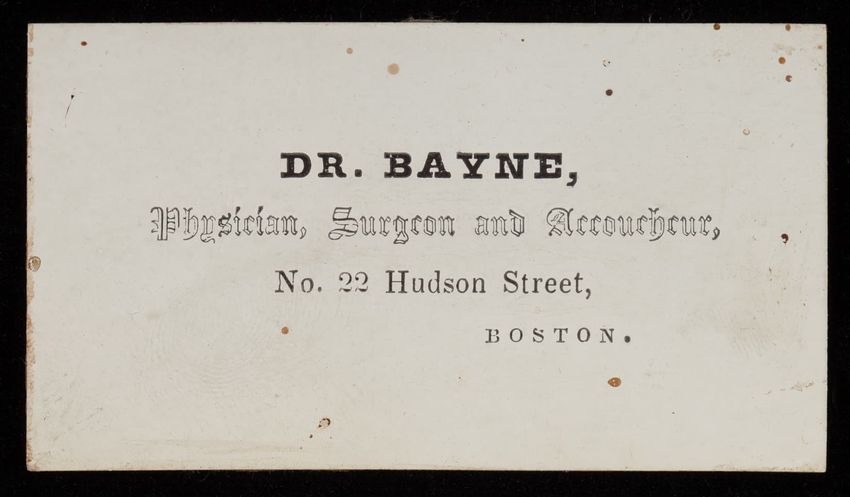 DR. BAYNE,
Physician, Surgeon and Accoucheur,
No. 22 Hudson Street,
BOSTON.